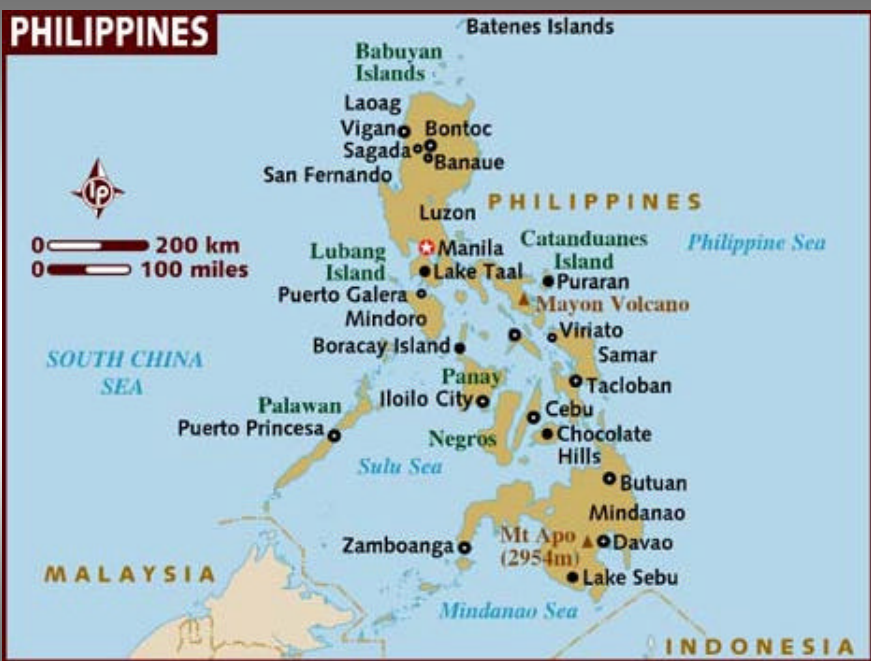 PHILIPPINES
Batenes Islands
Babuyan
Islands
Laoag
Vigan
Bontoc
Sagada
Banaue
San Fernando
lp
PHILIPPINES
Luzon
0 200 km
0 100 miles
Manila
Catanduanes
Island
Philippine Sea
Lubang
Island
Lake Taal
Puraran
Puerto Galera
Mayon Volcano
Mindoro
Viriato
Boracay Island
Samar
SOUTH CHINA
SEA
Panay
Tacloban
Palawan
Iloilo City
Cebu
Puerto Princesa
Negros
Chocolate
Hills
Sulu Sea
Butuan
Mindanao
Zamboanga
Mt Apo
(2954m)
Davao
MALAYSIA
Lake Sebu
Mindanao Sea
INDONESIA